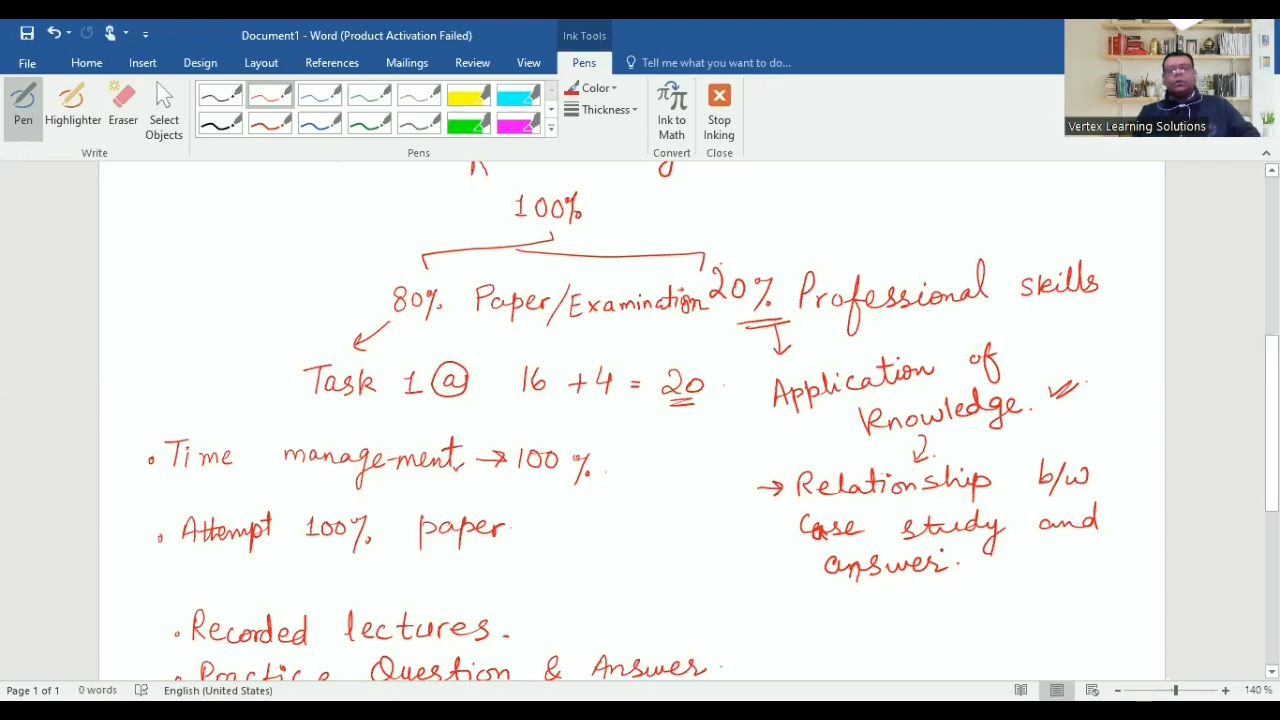 Document1 - Word (Product Activation Failed)
Ink Tools
File Home Insert Design Layout References Mailings Review View Pens Tell me what you want to do...
Pen
Highlighter
Eraser
Select Objects
Color
Thickness
Ink to Math
Stop Inking
Write
Pens
Convert
Close
Vertex Learning Solutions
100%
80% Paper/Examination
20% Professional skills
Task 1 @ 16 + 4 = 20
Application of
knowledge.
• Time management → 100%.
→ Relationship b/w
case study and
answer.
• Attempt 100% paper.
• Recorded lectures.
• Practice Question & Answer.
Page 1 of 1 0 words English (United States) 140 %